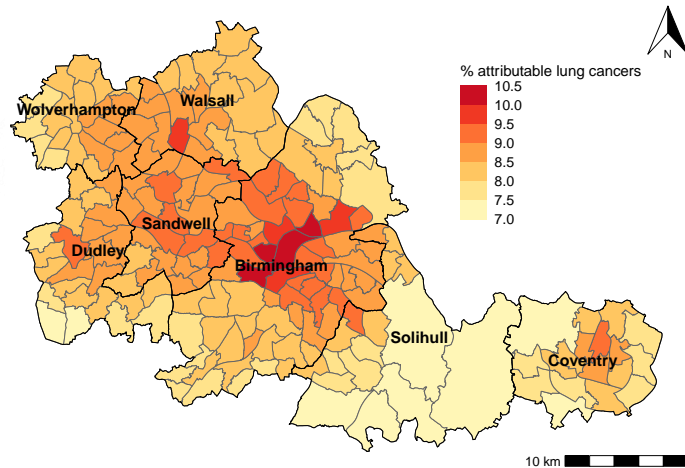 N
% attributable lung cancers
10.5
10.0
9.5
9.0
8.5
8.0
7.5
7.0
Wolverhampton
Walsall
Sandwell
Dudley
Birmingham
Solihull
Coventry
10 km